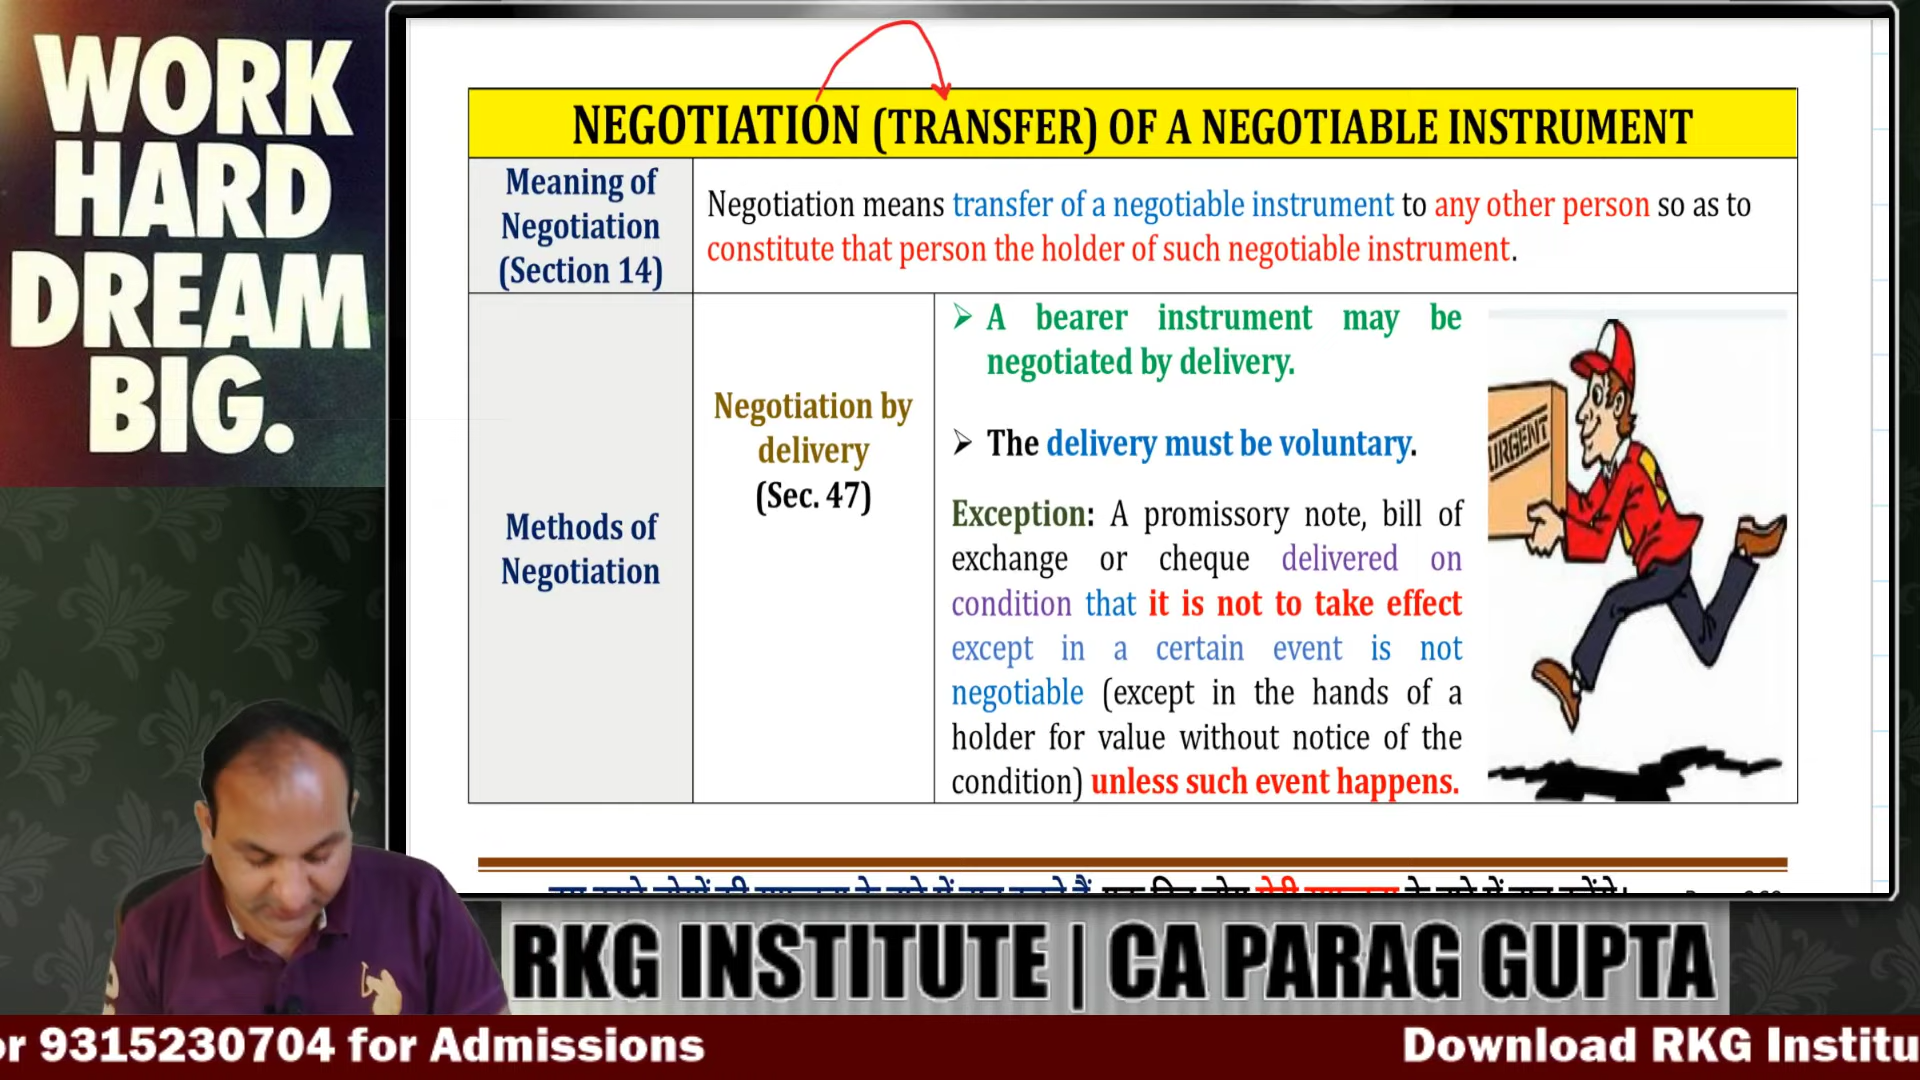 WORK
HARD
DREAM
BIG.
NEGOTIATION (TRANSFER) OF A NEGOTIABLE INSTRUMENT
Meaning of
Negotiation
(Section 14)
Negotiation means transfer of a negotiable instrument to any other person so as to
constitute that person the holder of such negotiable instrument.
Methods of
Negotiation
Negotiation by
delivery
(Sec. 47)
➢ A bearer instrument may be
negotiated by delivery.
➢ The delivery must be voluntary.
Exception: A promissory note, bill of
exchange or cheque delivered on
condition that it is not to take effect
except in a certain event is not
negotiable (except in the hands of a
holder for value without notice of the
condition) unless such event happens.
URGENT
RKG INSTITUTE | CA PARAG GUPTA
or 9315230704 for Admissions
Download RKG Institu